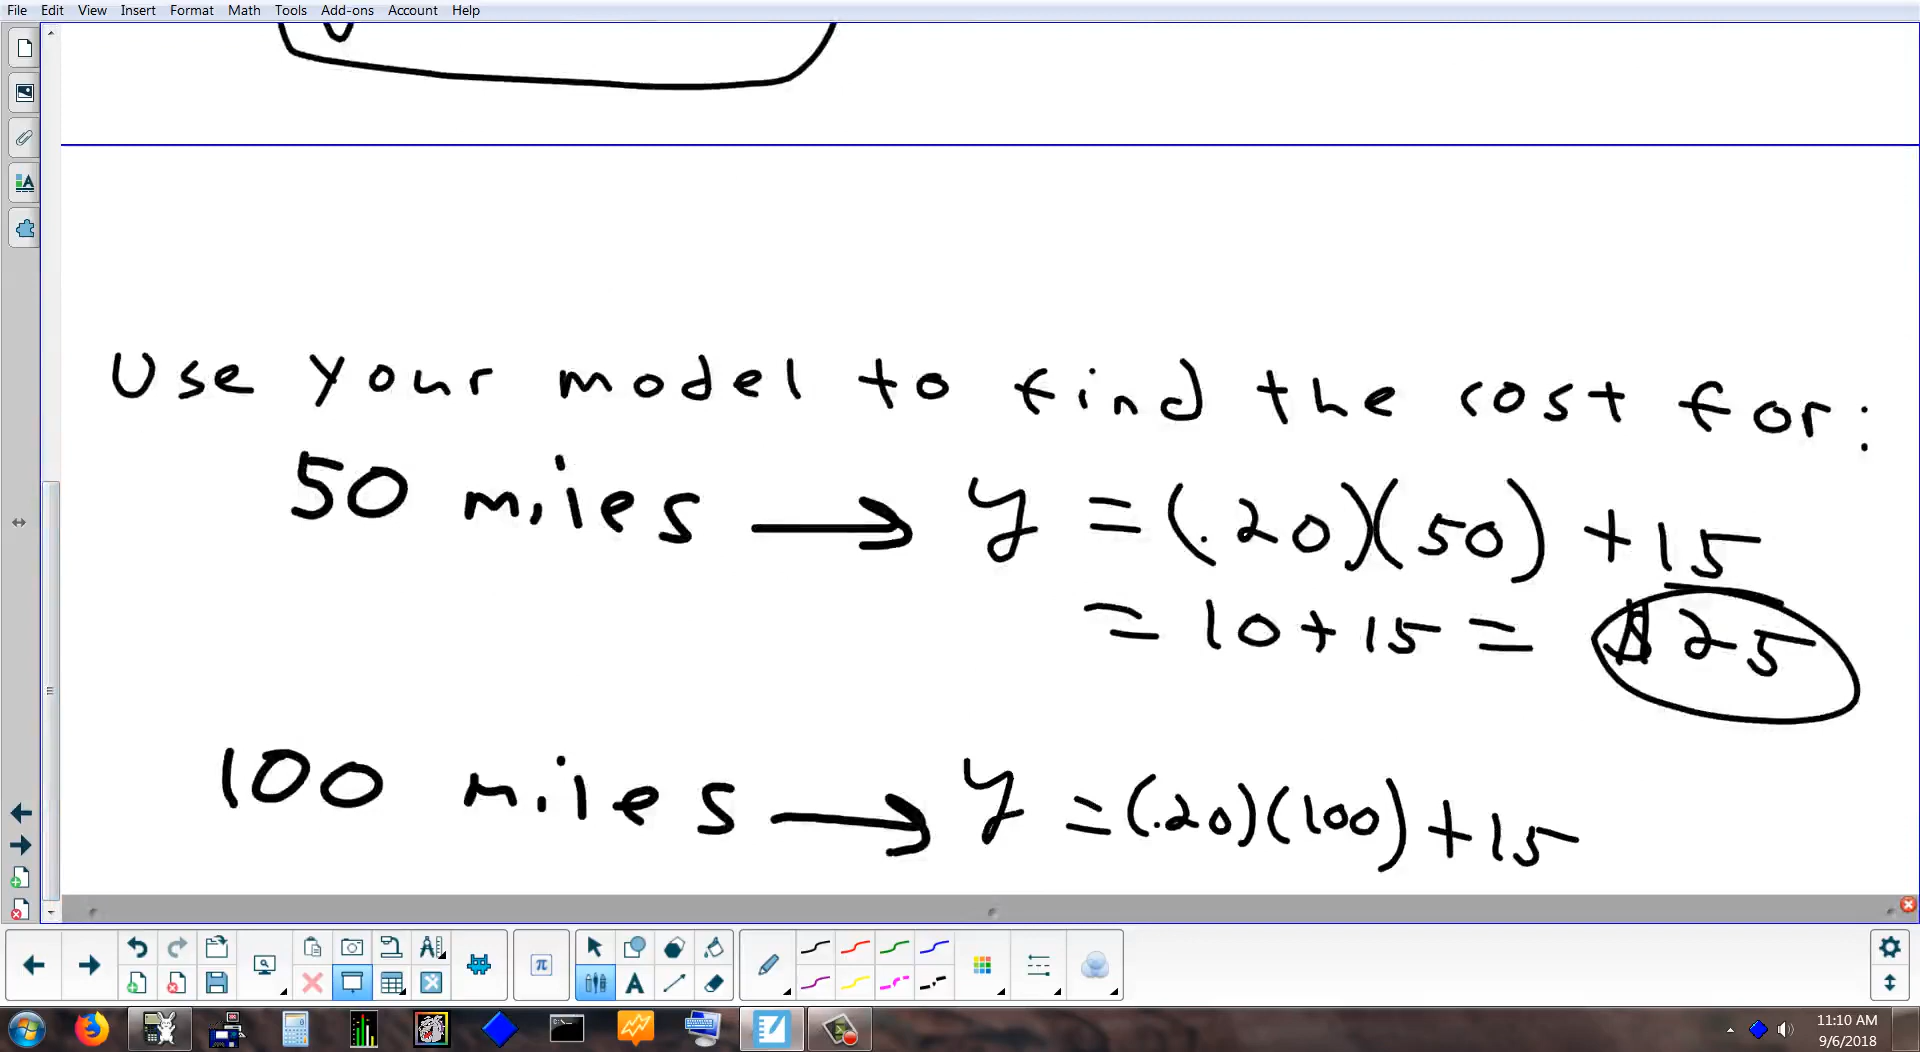 File Edit View Insert Format Math Tools Add-ons Account Help
Use your model to find the cost for:
50 miles → y = (.20)(50) + 15
= 10 + 15 = $25
100 miles → y = (.20)(100) + 15
11:10 AM
9/6/2018